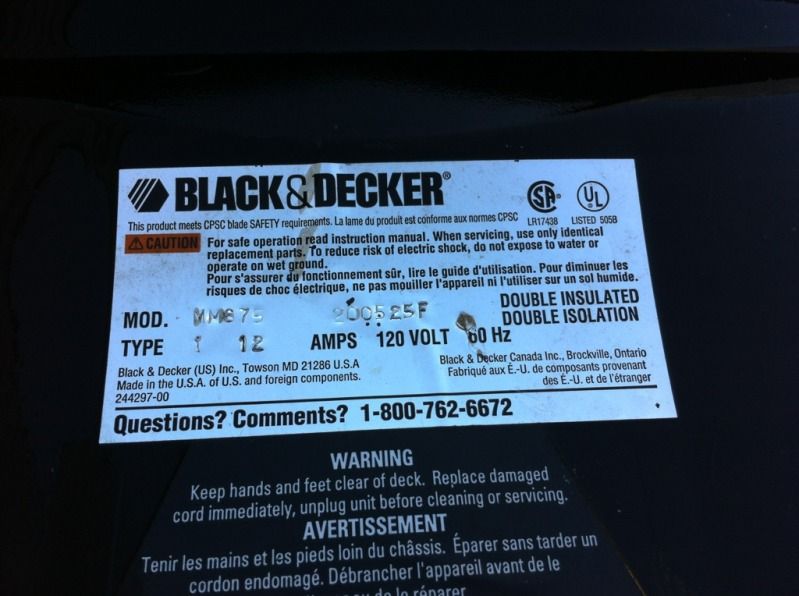 BLACK&DECKER®
SA® UL
This product meets CPSC blade SAFETY requirements. La lame du produit est conforme aux normes CPSC LR17438 LISTED 505B
CAUTION
For safe operation read instruction manual. When servicing, use only identical
replacement parts. To reduce risk of electric shock, do not expose to water or
operate on wet ground.
Pour s'assurer du fonctionnement sûr, lire le guide d'utilisation. Pour diminuer les
risques de choc électrique, ne pas mouiller l'appareil ni l'utiliser sur un sol humide.
MOD. MM875 200525F DOUBLE INSULATED
DOUBLE ISOLATION
TYPE 1 12 AMPS 120 VOLT 60 Hz
Black & Decker (US) Inc., Towson MD 21286 U.S.A
Made in the U.S.A. of U.S. and foreign components.
244297-00
Black & Decker Canada Inc., Brockville, Ontario
Fabriqué aux É.-U. de composants provenant
des É.-U. et de l'étranger
Questions? Comments? 1-800-762-6672
WARNING
Keep hands and feet clear of deck. Replace damaged
cord immediately, unplug unit before cleaning or servicing.
AVERTISSEMENT
Tenir les mains et les pieds loin du châssis. Éparer sans tarder un
cordon endomagé. Débrancher l'appareil avant de le
ou de le réparer